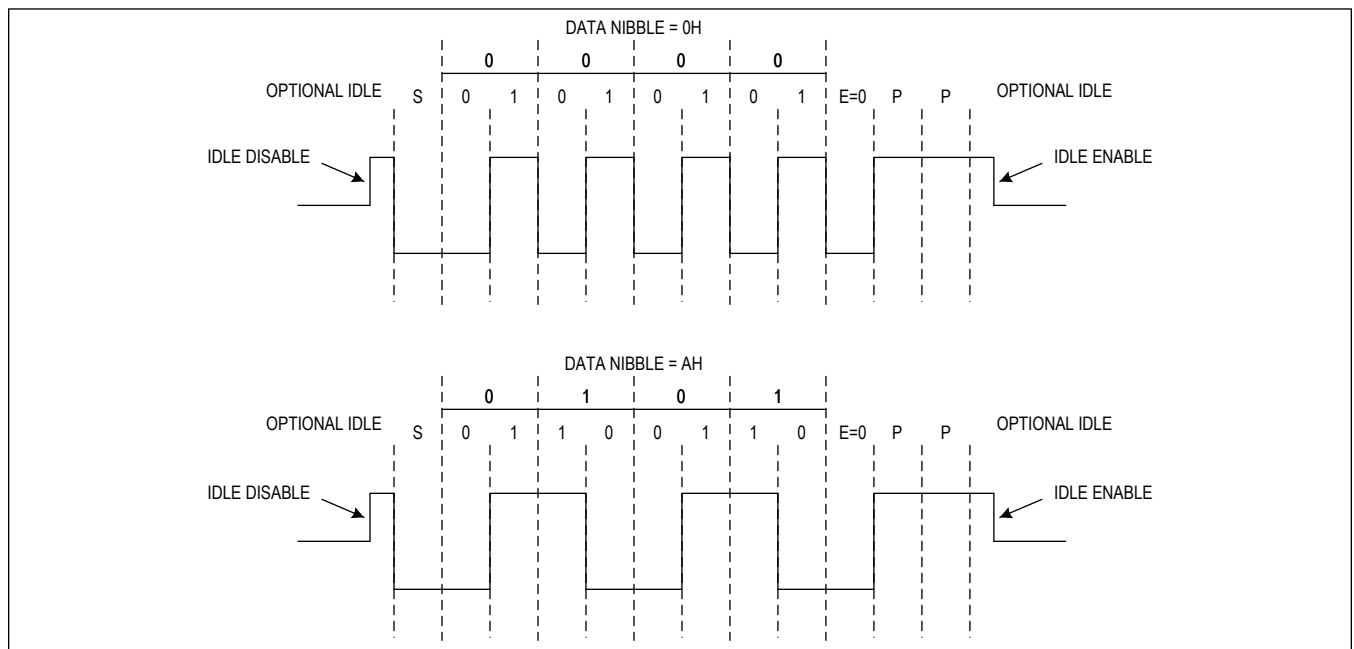 DATA NIBBLE = 0H
0 0 0 0
OPTIONAL IDLE S 0 1 0 1 0 1 0 1 E=0 P P OPTIONAL IDLE
IDLE DISABLE IDLE ENABLE
DATA NIBBLE = AH
0 1 0 1
OPTIONAL IDLE S 0 1 1 0 0 1 1 0 E=0 P P OPTIONAL IDLE
IDLE DISABLE IDLE ENABLE